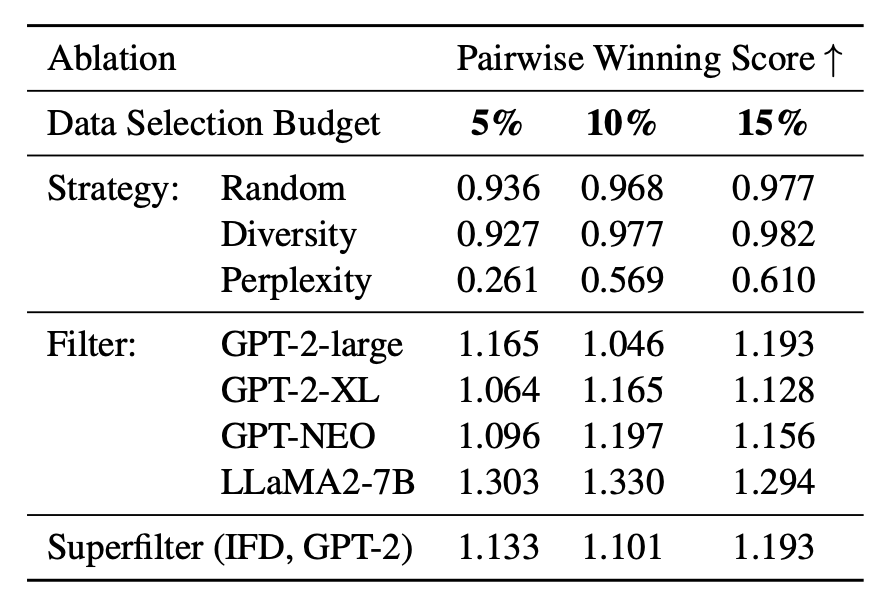 Ablation Pairwise Winning Score ↑
Data Selection Budget 5% 10% 15%
Strategy: Random 0.936 0.968 0.977
Diversity 0.927 0.977 0.982
Perplexity 0.261 0.569 0.610
Filter: GPT-2-large 1.165 1.046 1.193
GPT-2-XL 1.064 1.165 1.128
GPT-NEO 1.096 1.197 1.156
LLaMA2-7B 1.303 1.330 1.294
Superfilter (IFD, GPT-2) 1.133 1.101 1.193